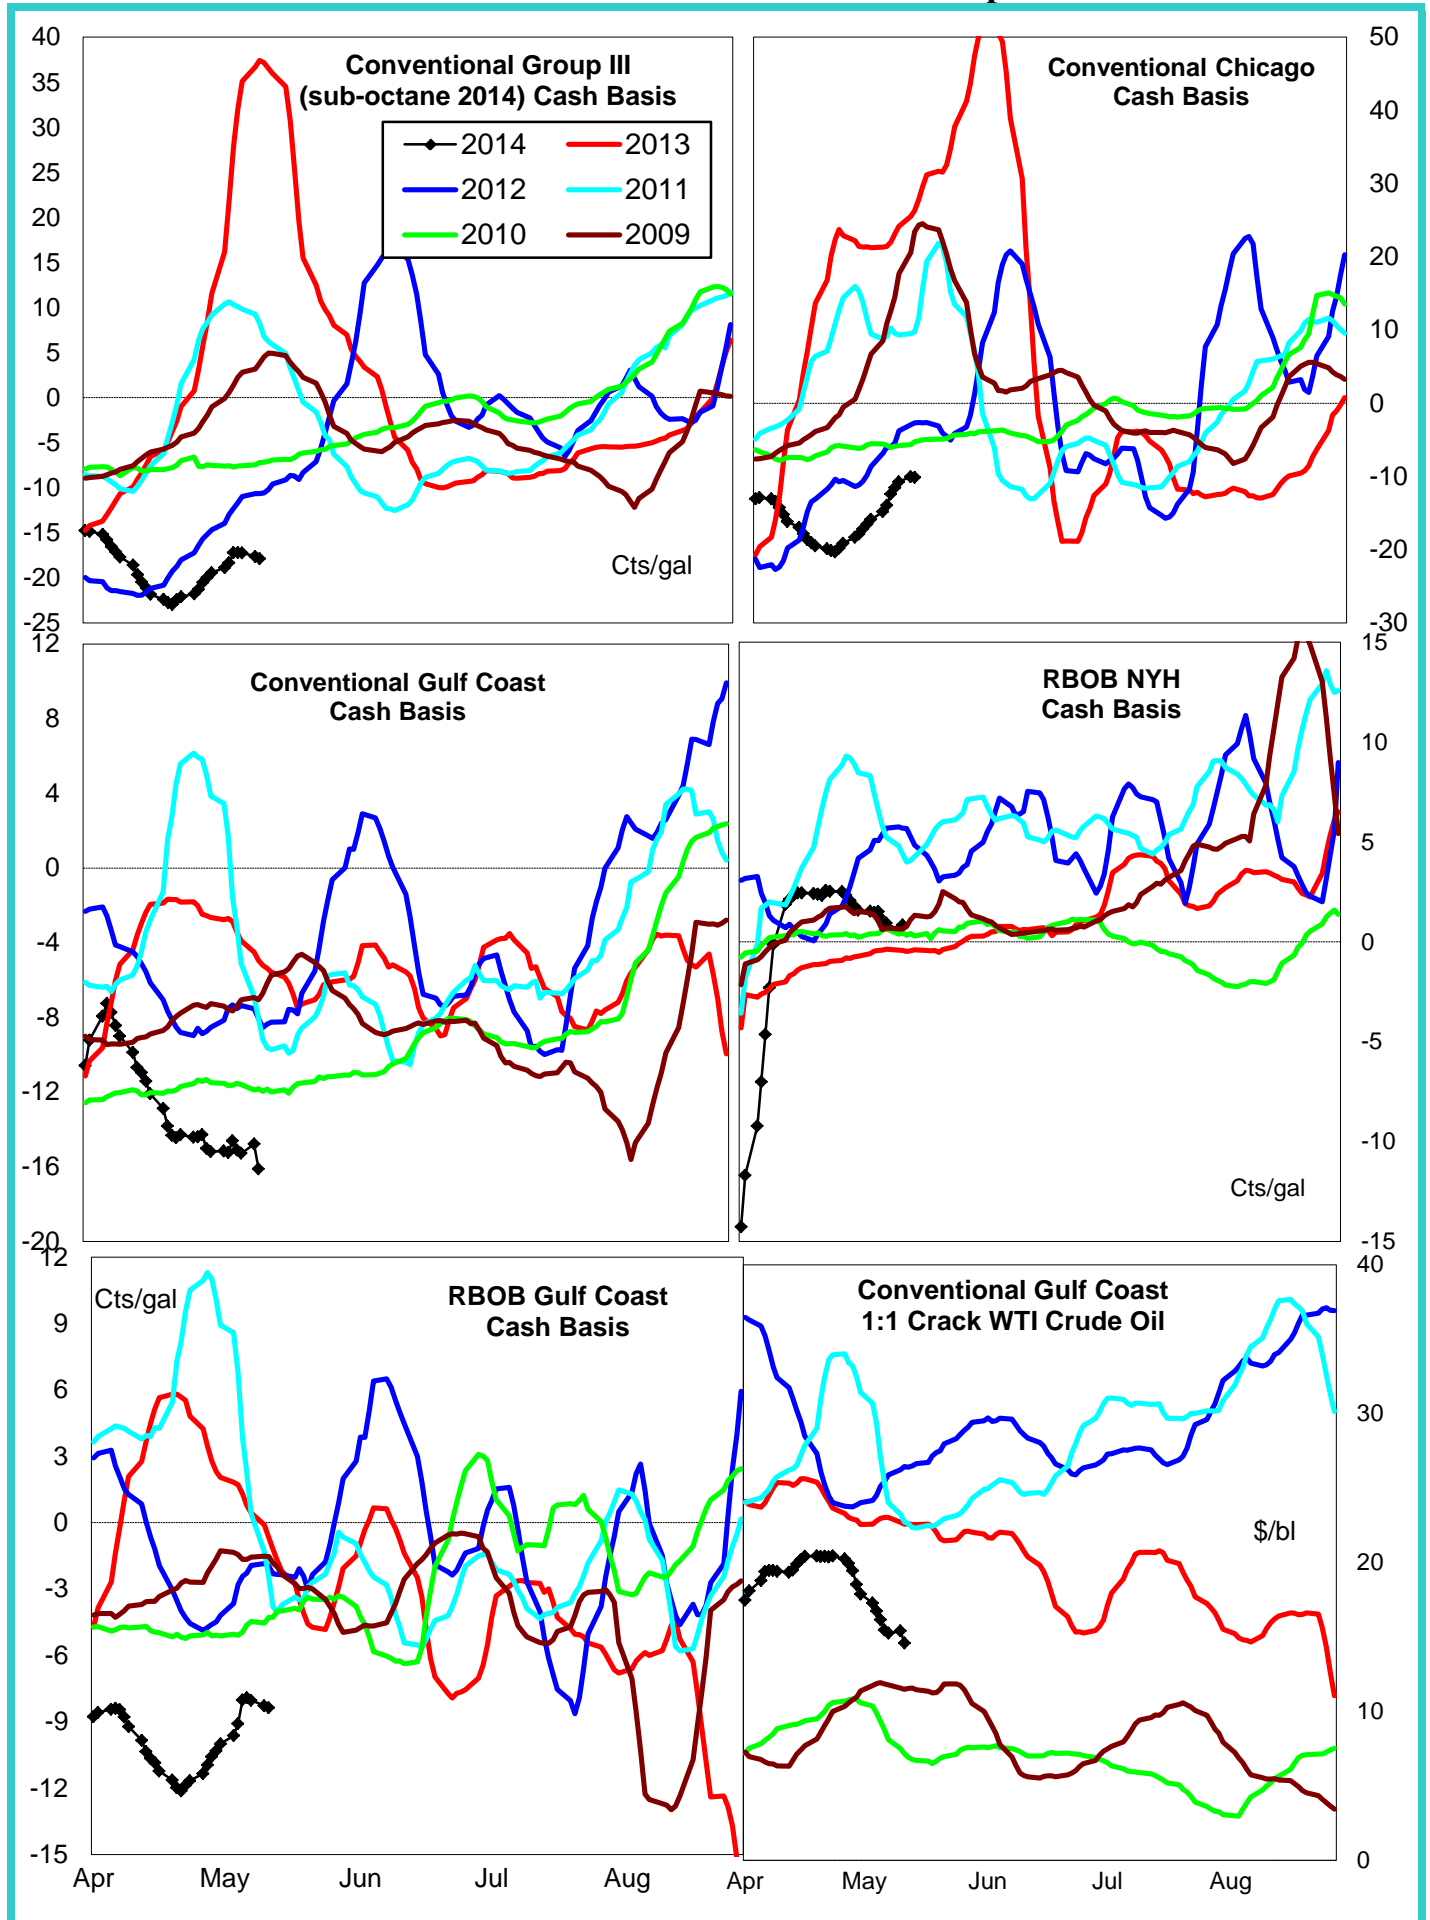 40
35
30
25
20
15
10
5
0
-5
-10
-15
-20
-25
Conventional Group III
(sub-octane 2014) Cash Basis
2014
2013
2012
2011
2010
2009
Cts/gal
Conventional Chicago
Cash Basis
50
40
30
20
10
0
-10
-20
-30
12
8
4
0
-4
-8
-12
-16
-20
Conventional Gulf Coast
Cash Basis
RBOB NYH
Cash Basis
Cts/gal
15
10
5
0
-5
-10
-15
12
9
6
3
0
-3
-6
-9
-12
-15
Cts/gal
RBOB Gulf Coast
Cash Basis
Apr
May
Jun
Jul
Aug
Conventional Gulf Coast
1:1 Crack WTI Crude Oil
$/bl
40
30
20
10
0
Apr
May
Jun
Jul
Aug